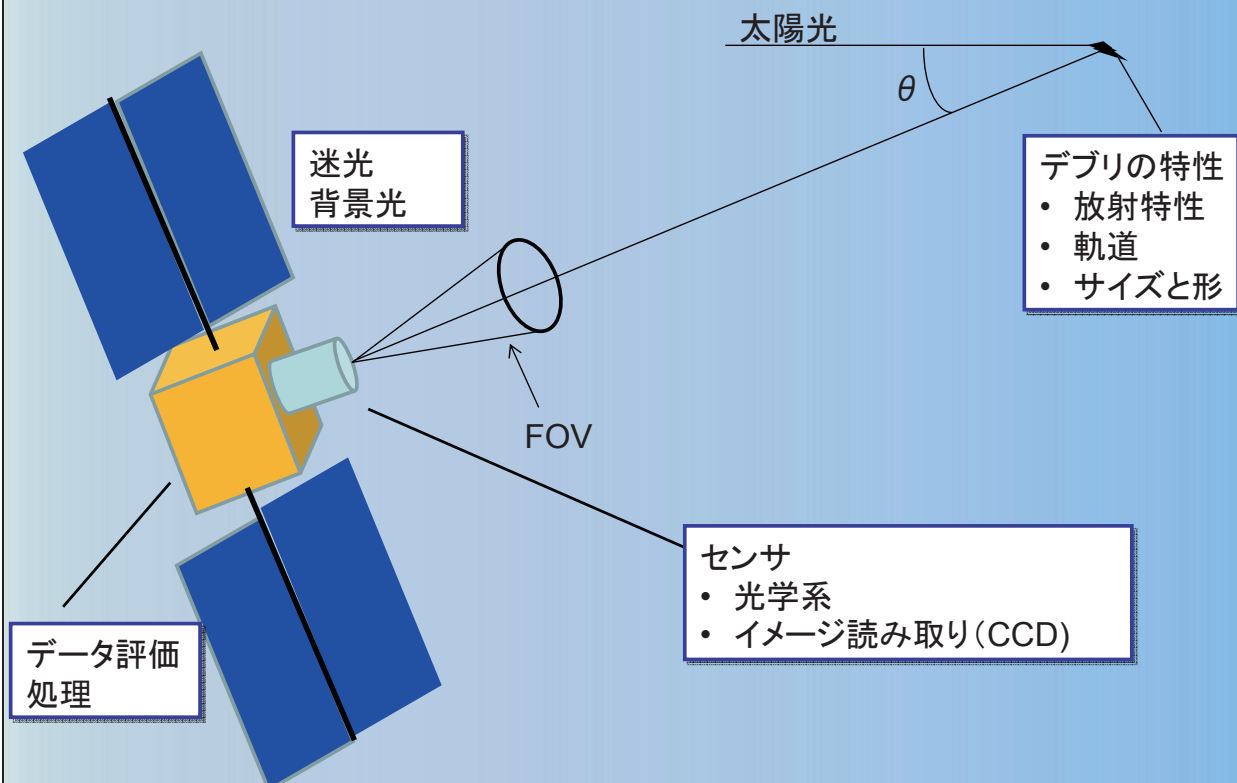 太陽光
θ
迷光
背景光
デブリの特性
• 放射特性
• 軌道
• サイズと形
FOV
センサ
• 光学系
• イメージ読み取り(CCD)
データ評価
処理